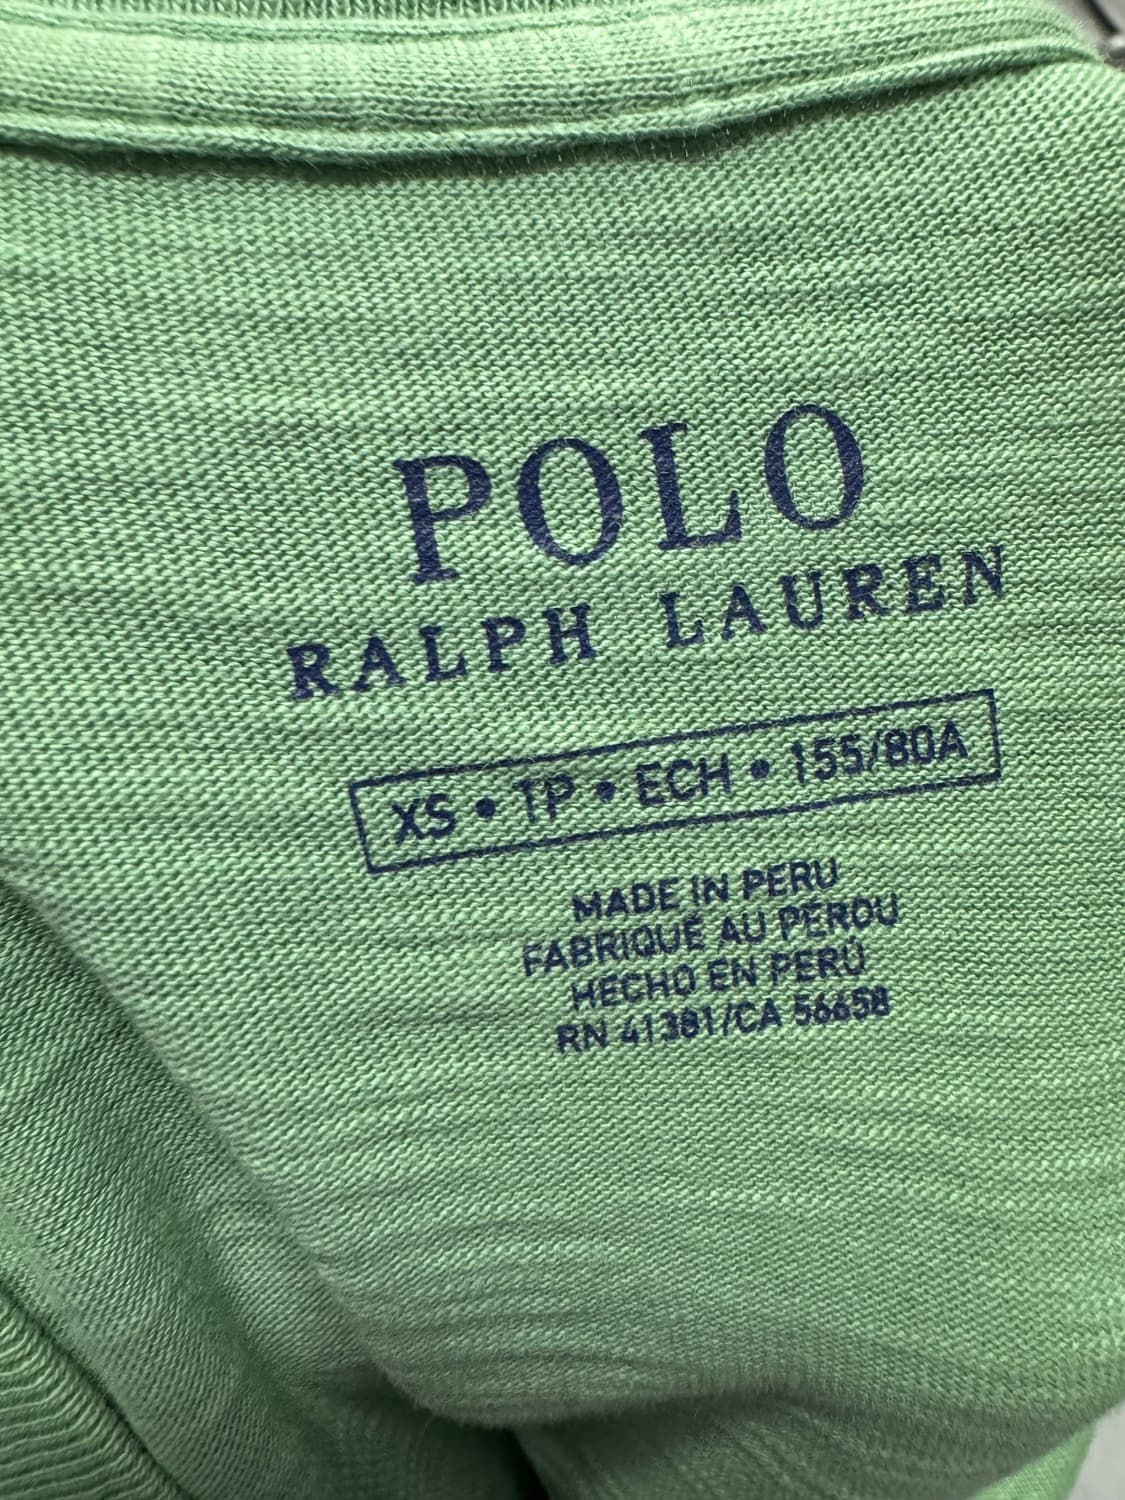 POLO
RALPH LAUREN
XS • TP • ECH • 155/80A
MADE IN PERU
FABRIQUÉ AU PÉROU
HECHO EN PERÚ
RN 41381/CA 56658